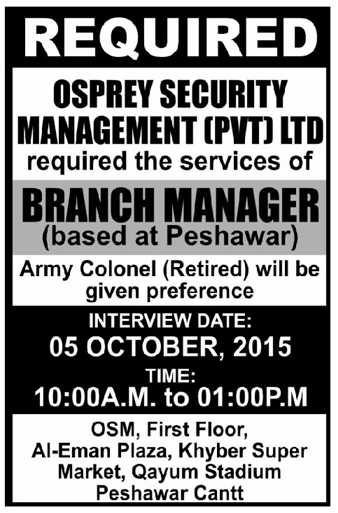 REQUIRED
OSPREY SECURITY
MANAGEMENT (PVT) LTD
required the services of
BRANCH MANAGER
(based at Peshawar)
Army Colonel (Retired) will be
given preference
INTERVIEW DATE:
05 OCTOBER, 2015
TIME:
10:00A.M. to 01:00P.M
OSM, First Floor,
Al-Eman Plaza, Khyber Super
Market, Qayum Stadium
Peshawar Cantt